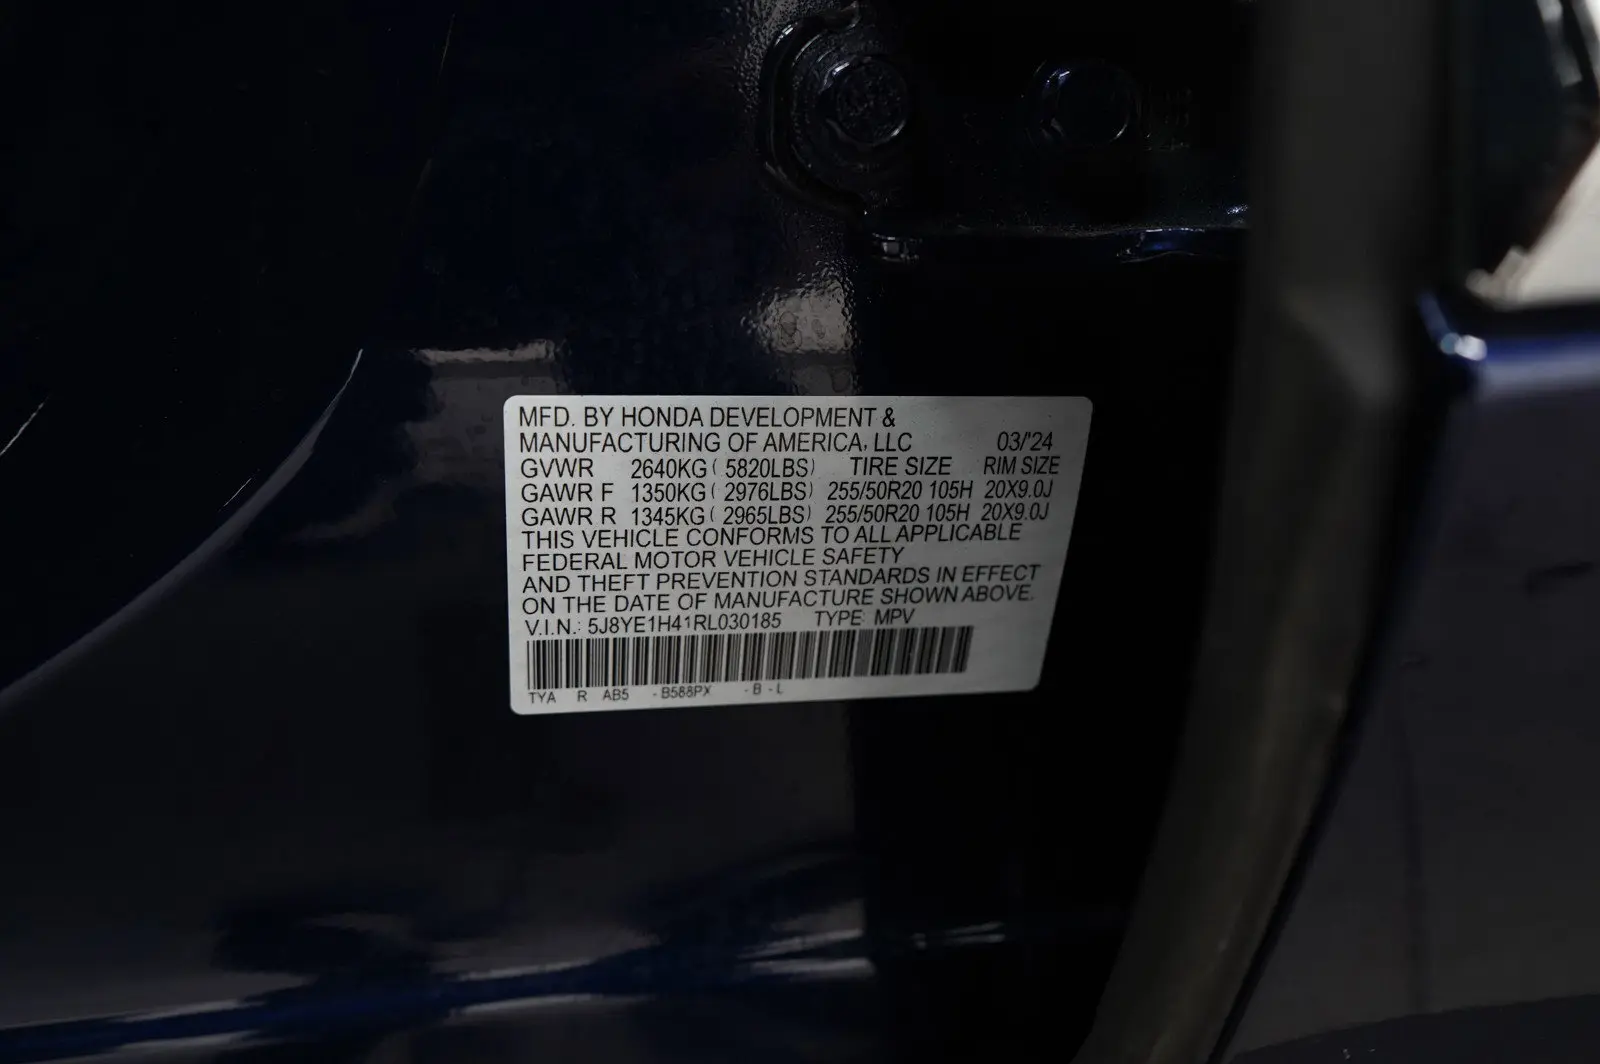 MFD. BY HONDA DEVELOPMENT &
MANUFACTURING OF AMERICA, LLC 03/'24
GVWR 2640KG ( 5820LBS) TIRE SIZE RIM SIZE
GAWR F 1350KG ( 2976LBS) 255/50R20 105H 20X9.0J
GAWR R 1345KG ( 2965LBS) 255/50R20 105H 20X9.0J
THIS VEHICLE CONFORMS TO ALL APPLICABLE
FEDERAL MOTOR VEHICLE SAFETY
AND THEFT PREVENTION STANDARDS IN EFFECT
ON THE DATE OF MANUFACTURE SHOWN ABOVE.
V.I.N.: 5J8YE1H41RL030185 TYPE: MPV
TYA R AB5 -B588PX -B-L